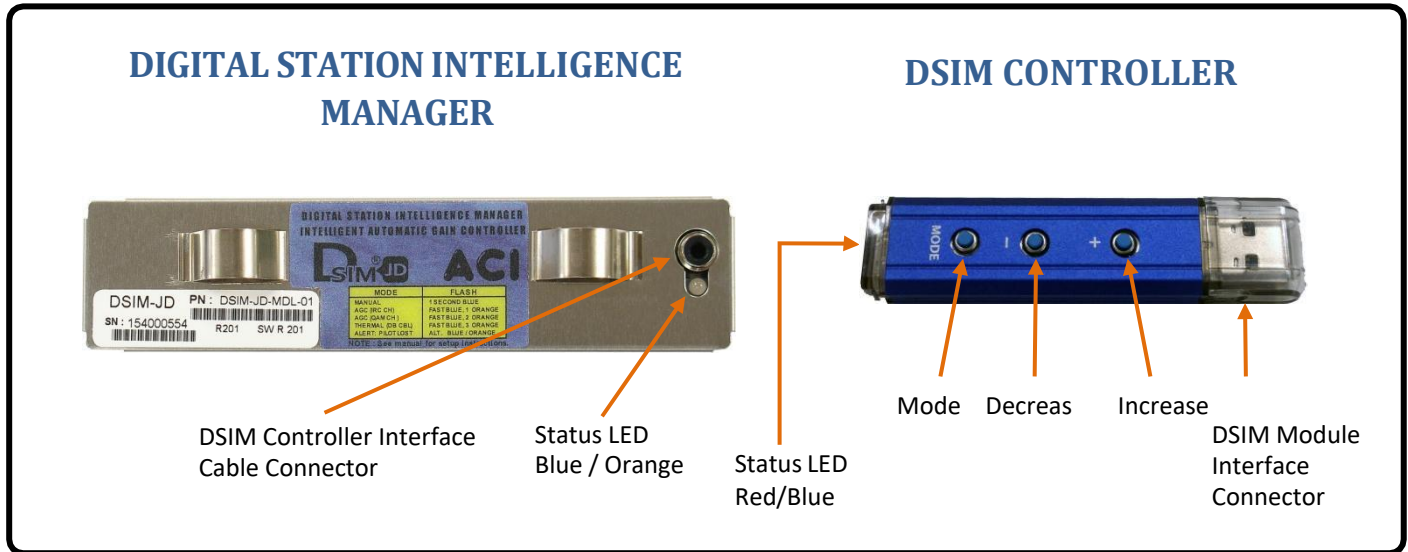 DIGITAL STATION INTELLIGENCE
MANAGER
DSIM CONTROLLER
DIGITAL STATION INTELLIGENCE MANAGER
INTELLIGENT AUTOMATIC GAIN CONTROLLER
DSIM® JD ACI
MODE FLASH
MANUAL 1 SECOND BLUE
AGC (IRC CH) FAST BLUE, 1 ORANGE
AGC (QAM CH) FAST BLUE, 2 ORANGE
THERMAL (DB CBL) FAST BLUE, 3 ORANGE
ALERT: PILOT LOST ALT. BLUE / ORANGE
NOTE: See manual for setup instructions.
DSIM-JD PN : DSIM-JD-MDL-01
SN : 154000554
R201 SW R 201
MODE - +
DSIM Controller Interface
Cable Connector
Status LED
Blue / Orange
Status LED
Red/Blue
Mode
Decreas
Increase
DSIM Module
Interface
Connector